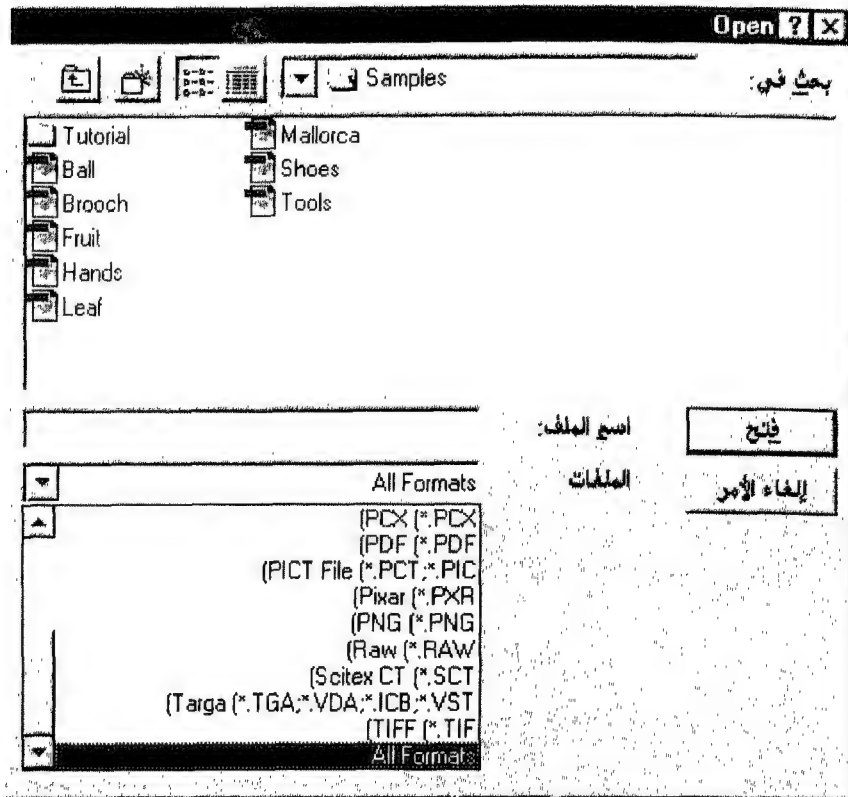 Open
بحث في:
Samples
Tutorial
Ball
Brooch
Fruit
Hands
Leaf
Mallorca
Shoes
Tools
اسم الملف:
فتح
الملفات
All Formats
إلغاء الأمر
(PCX (*.PCX
(PDF (*.PDF
(PICT File (*.PCT;*.PIC
(Pixar (*.PXR
(PNG (*.PNG
(Raw (*.RAW
(Scitex CT (*.SCT
(Targa (*.TGA;*.VDA;*.ICB;*.VST
(TIFF (*.TIF
All Formats